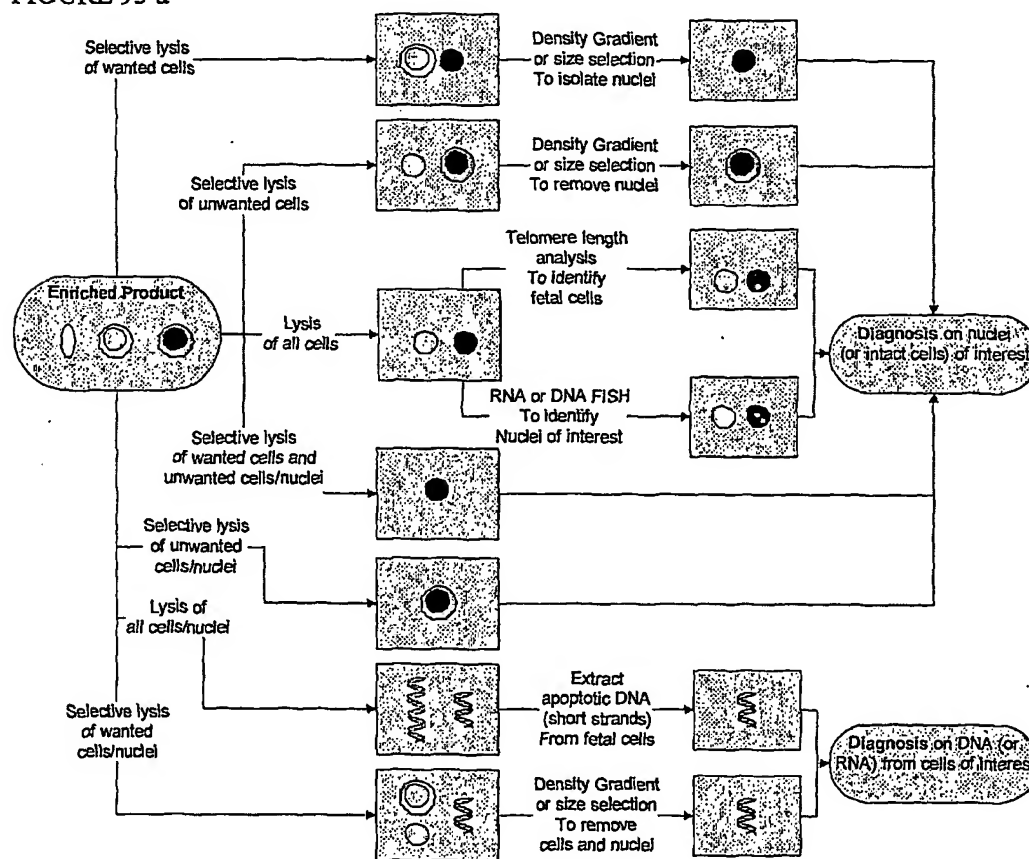 Selective lysis
of wanted cells
Density Gradient
or size selection
To isolate nuclei
Selective lysis
of unwanted cells
Density Gradient
or size selection
To remove nuclei
Telomere length
analysis
To identify
fetal cells
Enriched Product
Lysis
of all cells
Diagnosis on nuclei
(or intact cells) of interest
RNA or DNA FISH
To Identify
Nuclei of interest
Selective lysis
of wanted cells and
unwanted cells/nuclei
Selective lysis
of unwanted
cells/nuclei
Lysis of
all cells/nuclei
Extract
apoptotic DNA
(short strands)
From fetal cells
Selective lysis
of wanted
cells/nuclei
Diagnosis on DNA (or
RNA) from cells of Interest
Density Gradient
or size selection
To remove
cells and nuclei